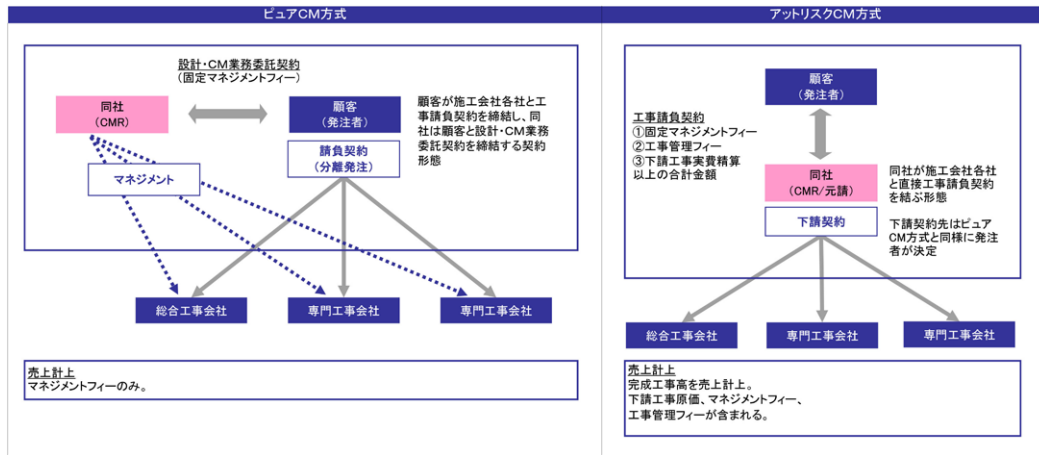 ピュアCM方式
設計・CM業務委託契約
（固定マネジメントフィー）
同社
（CMR）
顧客
（発注者）
顧客が施工会社各社と工
事請負契約を締結し、同
社は顧客と設計・CM業務
委託契約を締結する契約
形態
請負契約
（分離発注）
マネジメント
総合工事会社
専門工事会社
専門工事会社
売上計上
マネジメントフィーのみ。
アットリスクCM方式
顧客
（発注者）
工事請負契約
①固定マネジメントフィー
②工事管理フィー
③下請工事実費精算
以上の合計金額
同社
（CMR/元請）
同社が施工会社各社
と直接工事請負契約
を結ぶ形態
下請契約
下請契約先はピュア
CM方式と同様に発注
者が決定
総合工事会社
専門工事会社
専門工事会社
売上計上
完成工事高を売上計上。
下請工事原価、マネジメントフィー、
工事管理フィーが含まれる。